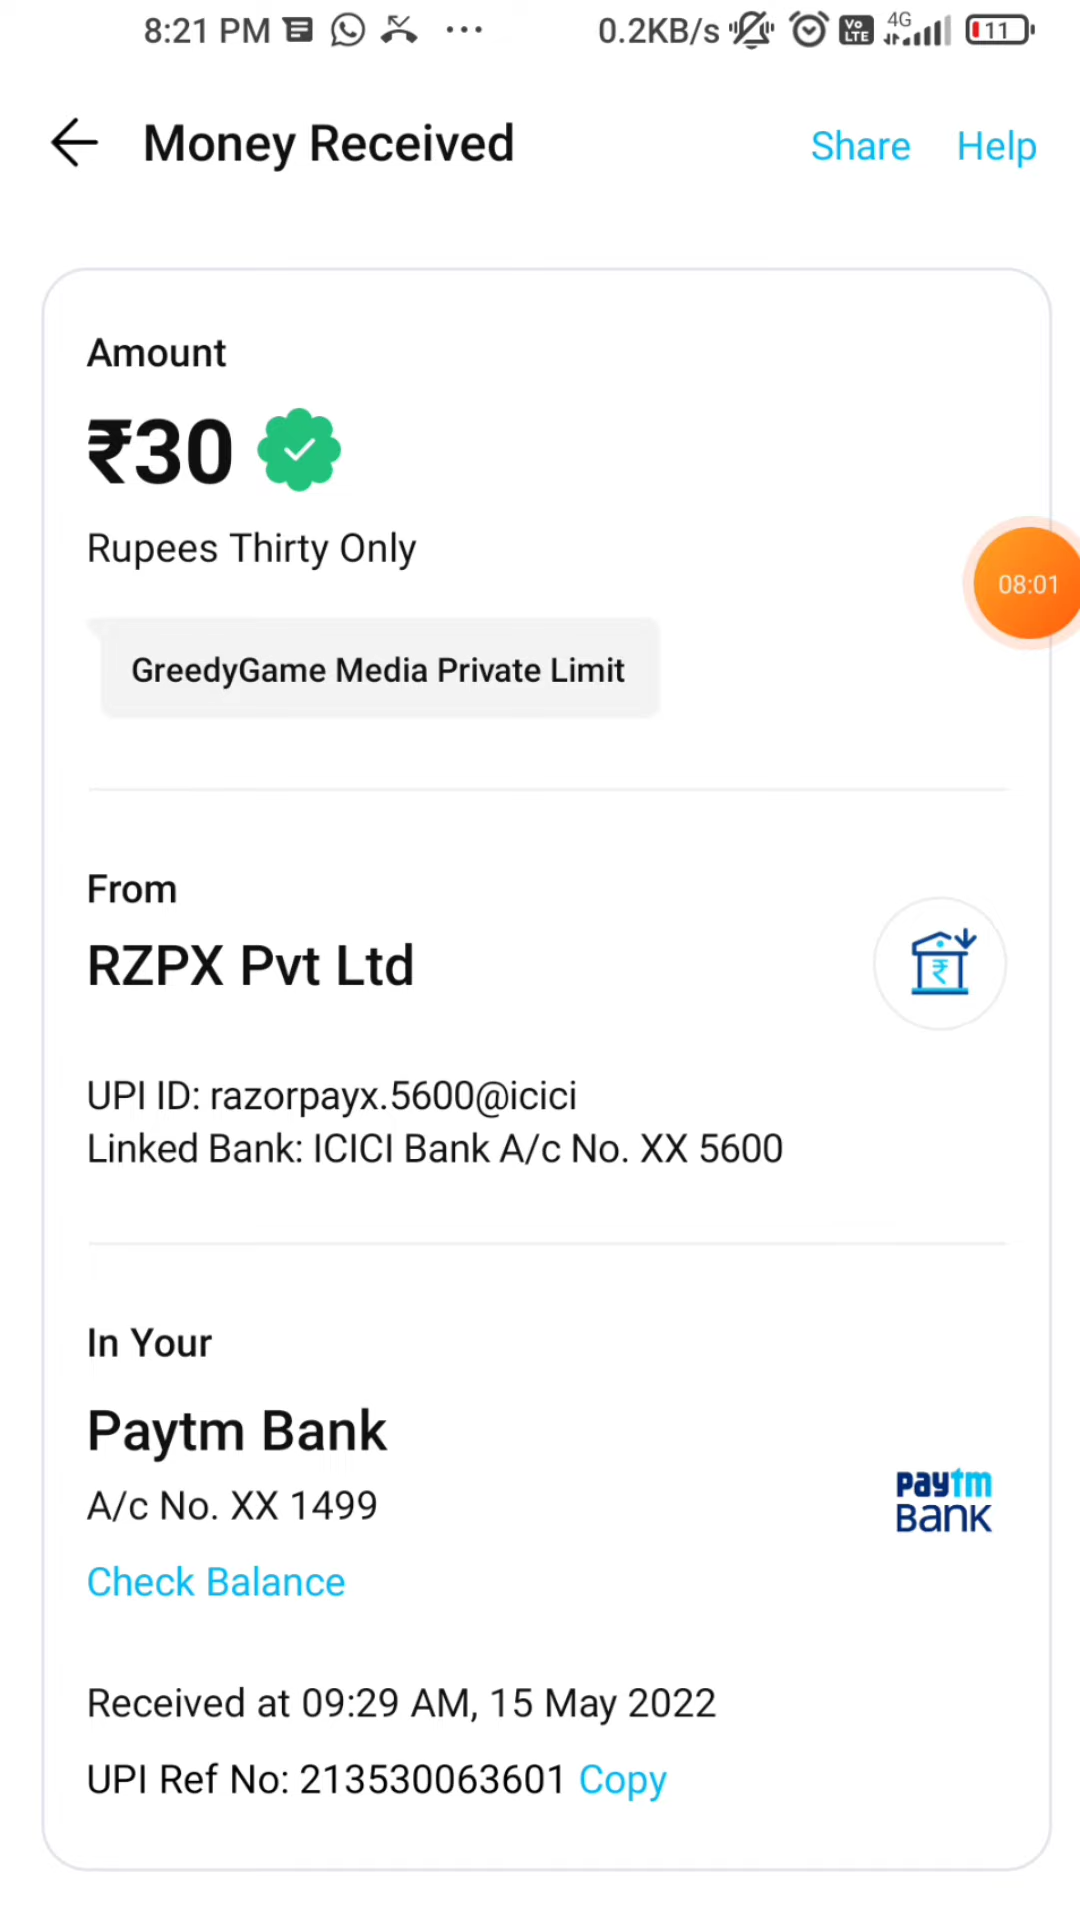 8:21 PM ... 0.2KB/s Vo LTE 4G 11
Money Received Share Help
Amount
₹30
Rupees Thirty Only
08:01
GreedyGame Media Private Limit
From
RZPX Pvt Ltd
₹
UPI ID: razorpayx.5600@icici
Linked Bank: ICICI Bank A/c No. XX 5600
In Your
Paytm Bank
paytm
Bank
A/c No. XX 1499
Check Balance
Received at 09:29 AM, 15 May 2022
UPI Ref No: 213530063601 Copy